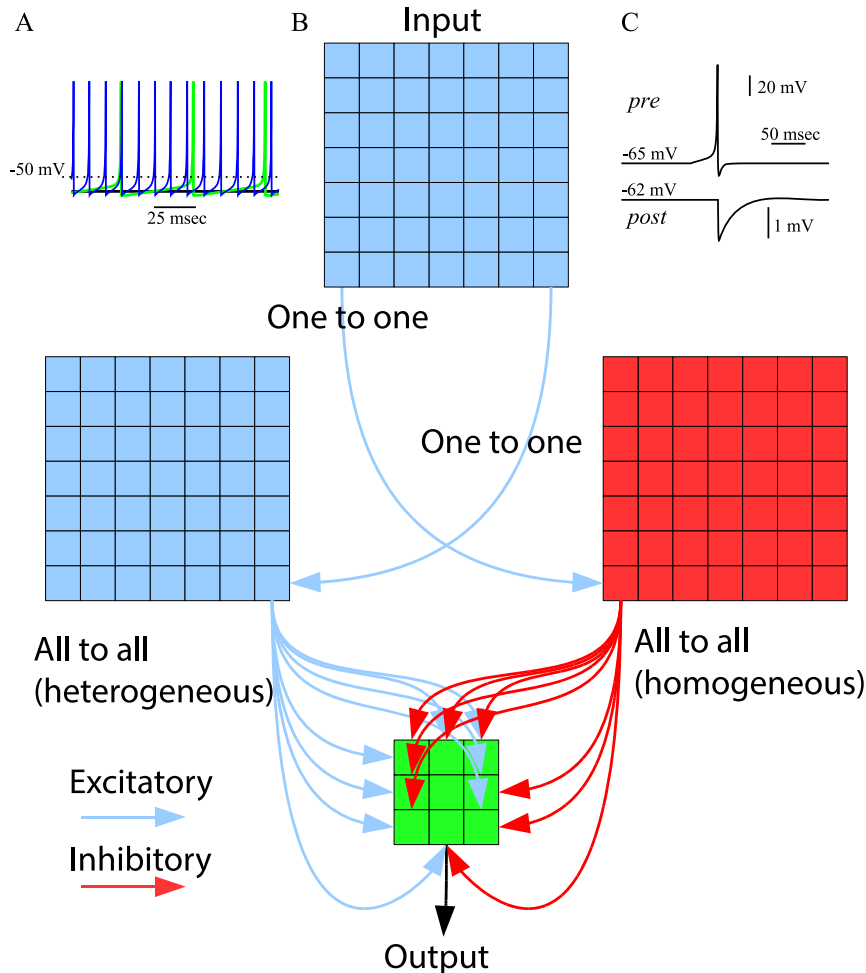 A
B
Input
C
-50 mV
25 msec
pre
20 mV
50 msec
-65 mV
-62 mV
post
1 mV
One to one
One to one
All to all
(heterogeneous)
All to all
(homogeneous)
Excitatory
Inhibitory
Output